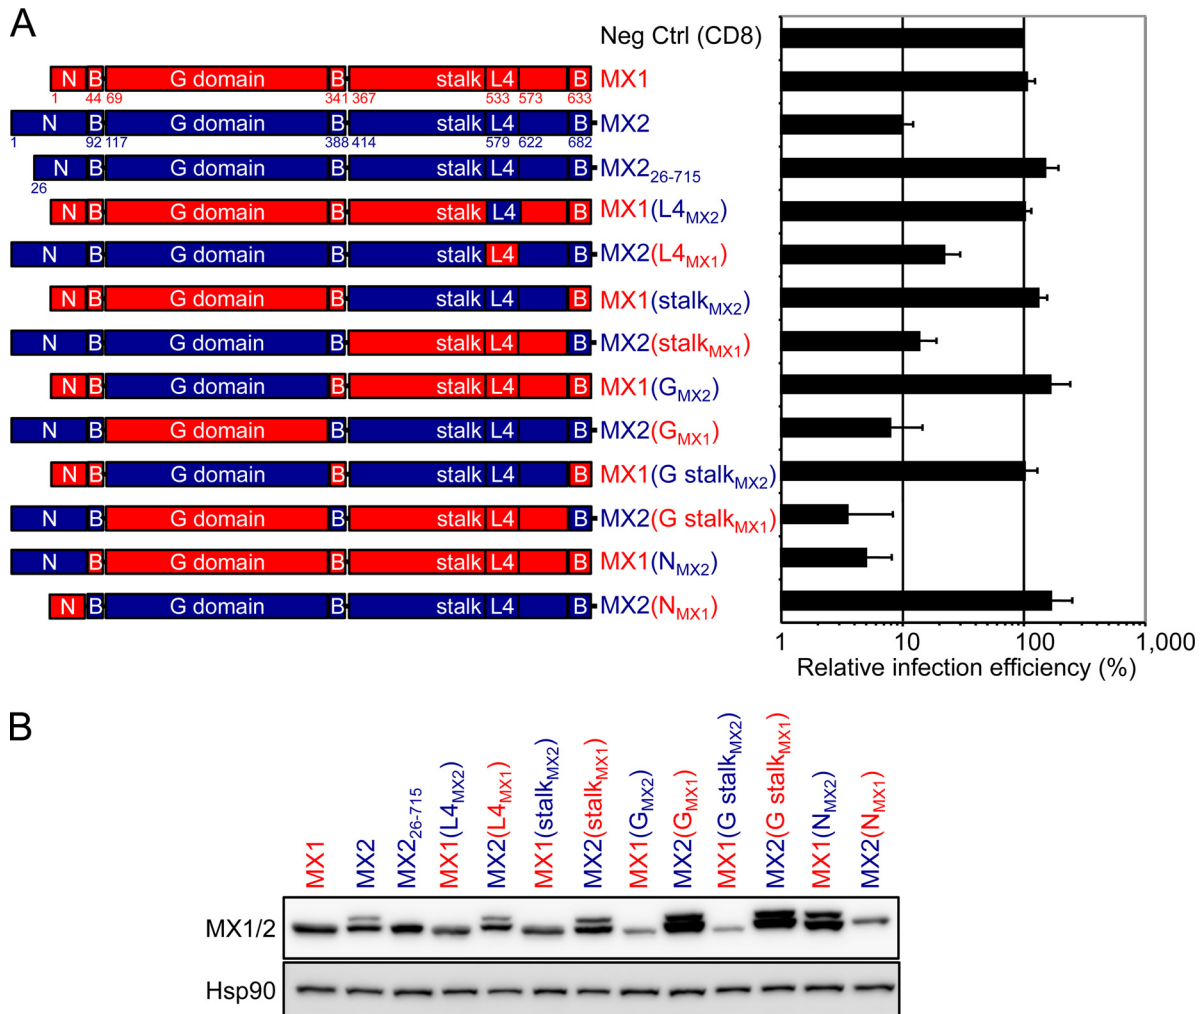 A
Neg Ctrl (CD8)
N B G domain B stalk L4 B MX1
1 44 69 341 367 533 573 633
N B G domain B stalk L4 B MX2
1 92 117 388 414 579 622 682
N B G domain B stalk L4 B MX2 26-715
26
N B G domain B stalk L4 B MX1(L4MX2)
N B G domain B stalk L4 B MX2(L4MX1)
N B G domain B stalk L4 B MX1(stalkMX2)
N B G domain B stalk L4 B MX2(stalkMX1)
N B G domain B stalk L4 B MX1(GMX2)
N B G domain B stalk L4 B MX2(GMX1)
N B G domain B stalk L4 B MX1(G stalkMX2)
N B G domain B stalk L4 B MX2(G stalkMX1)
N B G domain B stalk L4 B MX1(NMX2)
N B G domain B stalk L4 B MX2(NMX1)
1 10 100 1,000
Relative infection efficiency (%)
B
MX1
MX2
MX2 26-715
MX1(L4MX2)
MX2(L4MX1)
MX1(stalkMX2)
MX2(stalkMX1)
MX1(GMX2)
MX2(GMX1)
MX1(G stalkMX2)
MX2(G stalkMX1)
MX1(NMX2)
MX2(NMX1)
MX1/2
Hsp90